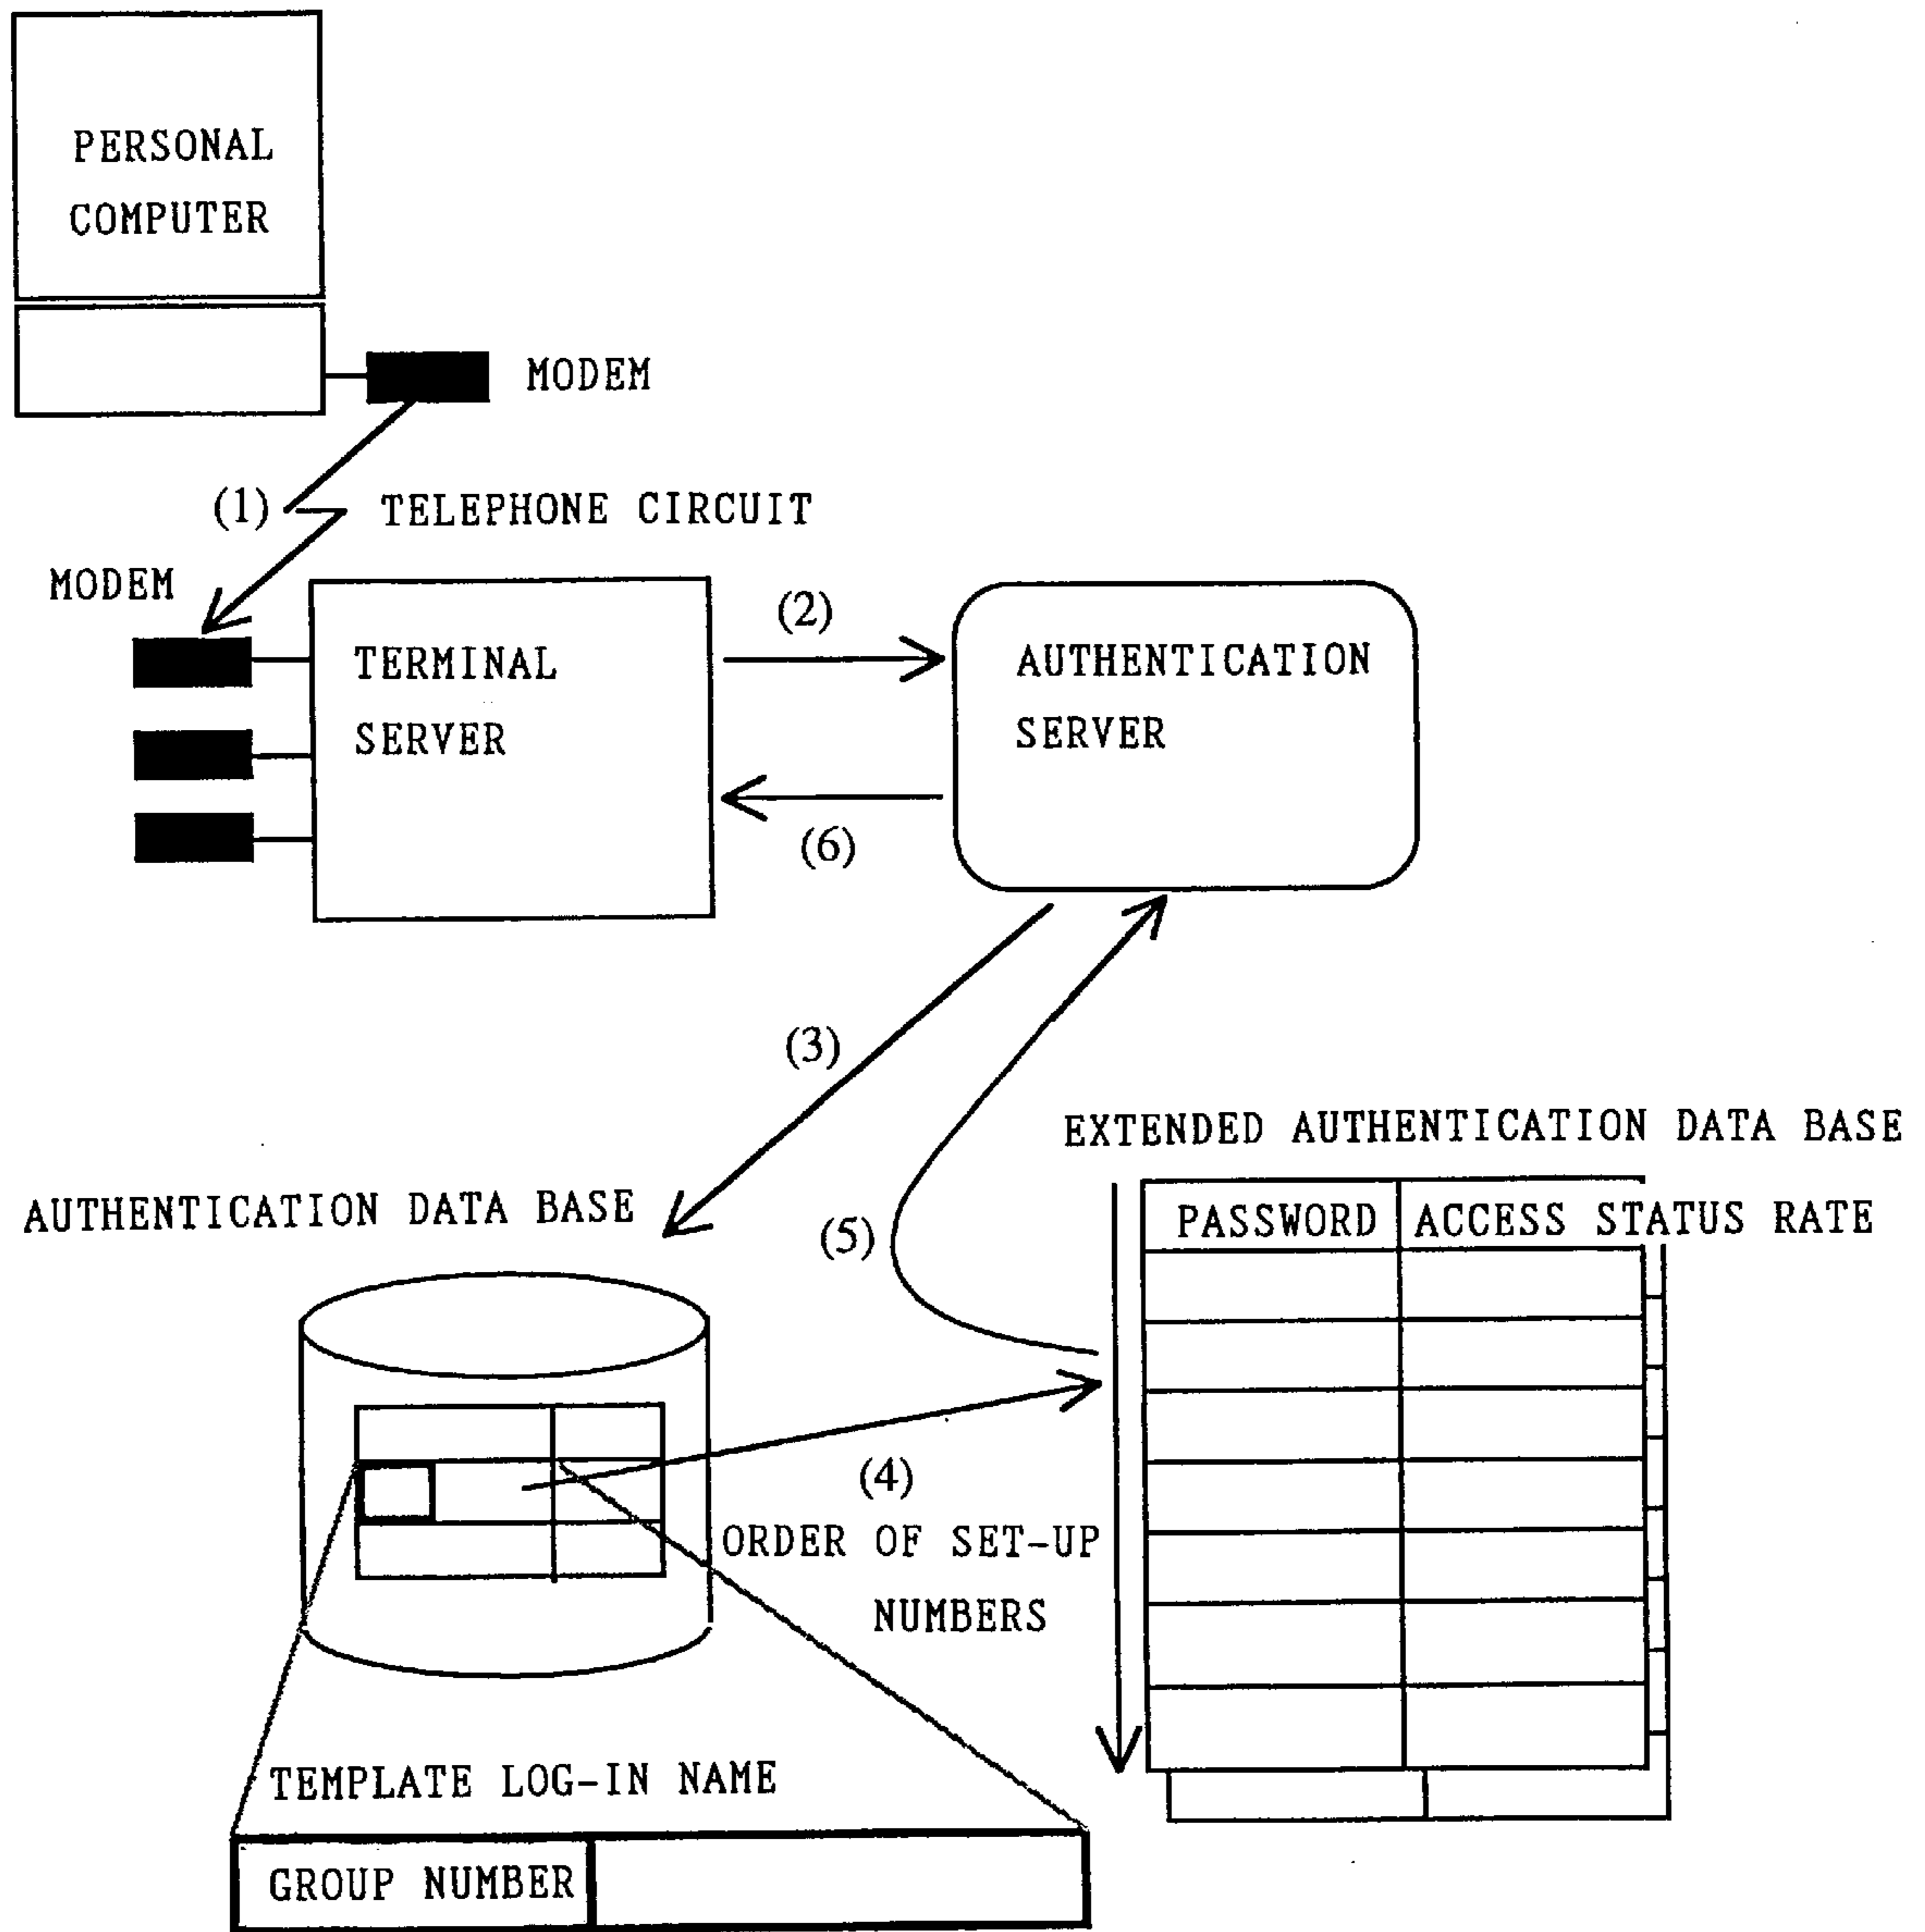 PERSONAL
COMPUTER
MODEM
(1)
TELEPHONE CIRCUIT
MODEM
TERMINAL
SERVER
(2)
AUTHENTICATION
SERVER
(6)
(3)
EXTENDED AUTHENTICATION DATA BASE
AUTHENTICATION DATA BASE
(5)
PASSWORD
ACCESS STATUS RATE
(4)
ORDER OF SET-UP
NUMBERS
TEMPLATE LOG-IN NAME
GROUP NUMBER